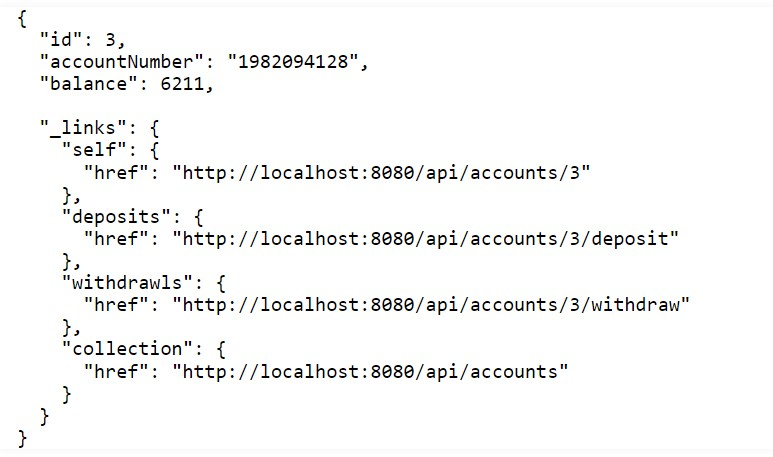 {
  "id": 3,
  "accountNumber": "1982094128",
  "balance": 6211,

  "_links": {
    "self": {
      "href": "http://localhost:8080/api/accounts/3"
    },
    "deposits": {
      "href": "http://localhost:8080/api/accounts/3/deposit"
    },
    "withdrawls": {
      "href": "http://localhost:8080/api/accounts/3/withdraw"
    },
    "collection": {
      "href": "http://localhost:8080/api/accounts"
    }
  }
}